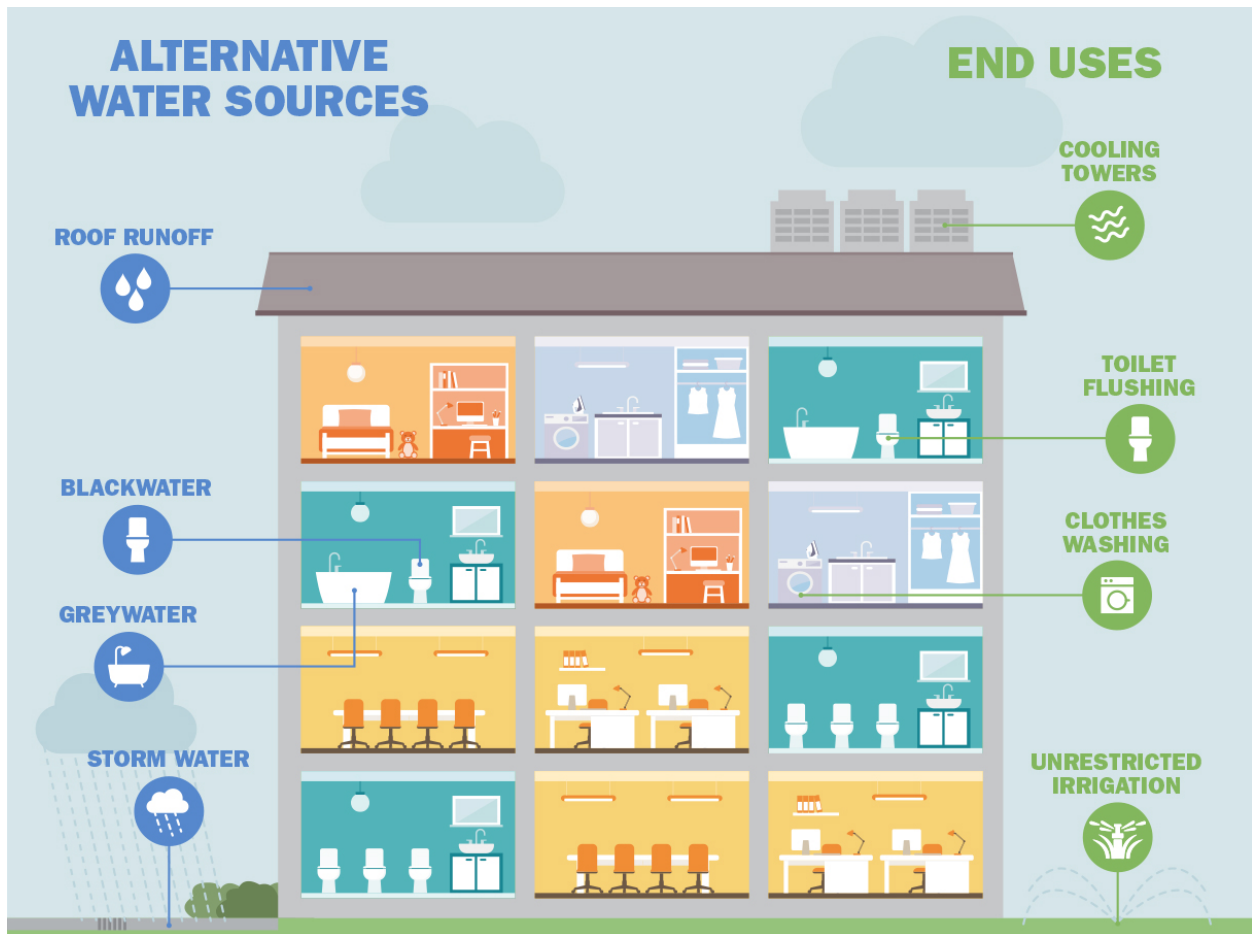 ALTERNATIVE
WATER SOURCES
END USES
COOLING
TOWERS
ROOF RUNOFF
TOILET
FLUSHING
BLACKWATER
CLOTHES
WASHING
GREYWATER
STORM WATER
UNRESTRICTED
IRRIGATION